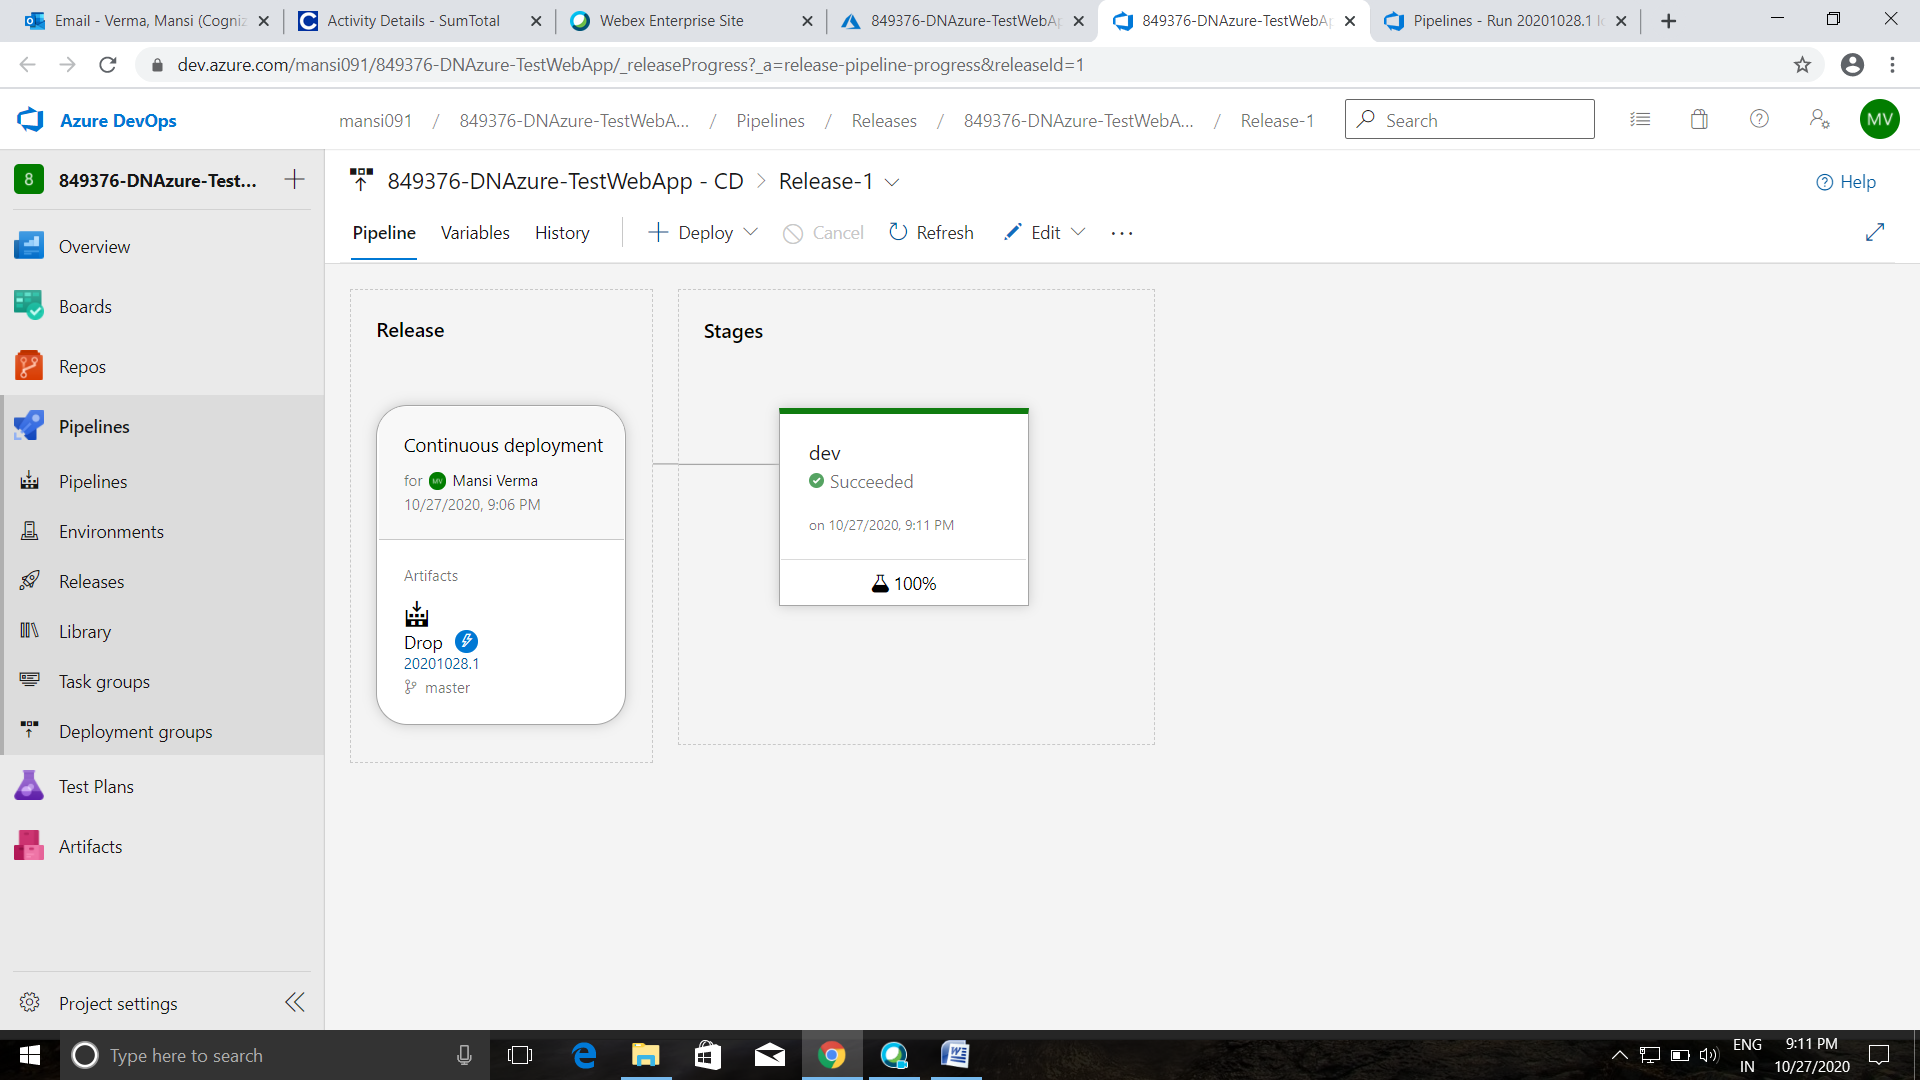 Email - Verma, Mansi (Cogniz
Activity Details - SumTotal
Webex Enterprise Site
849376-DNAzure-TestWebAp
849376-DNAzure-TestWebAp
Pipelines - Run 20201028.1
dev.azure.com/mansi091/849376-DNAzure-TestWebApp/_releaseProgress?_a=release-pipeline-progress&releaseId=1
Azure DevOps
mansi091 / 849376-DNAzure-TestWebA... / Pipelines / Releases / 849376-DNAzure-TestWebA... / Release-1
Search
MV
8
849376-DNAzure-Test...
849376-DNAzure-TestWebApp - CD > Release-1
Help
Pipeline
Variables
History
Deploy
Cancel
Refresh
Edit
...
Overview
Boards
Repos
Pipelines
Pipelines
Environments
Releases
Library
Task groups
Deployment groups
Test Plans
Artifacts
Project settings
Release
Continuous deployment
for MV Mansi Verma
10/27/2020, 9:06 PM
Artifacts
Drop
20201028.1
master
Stages
dev
Succeeded
on 10/27/2020, 9:11 PM
100%
Type here to search
ENG
IN
9:11 PM
10/27/2020